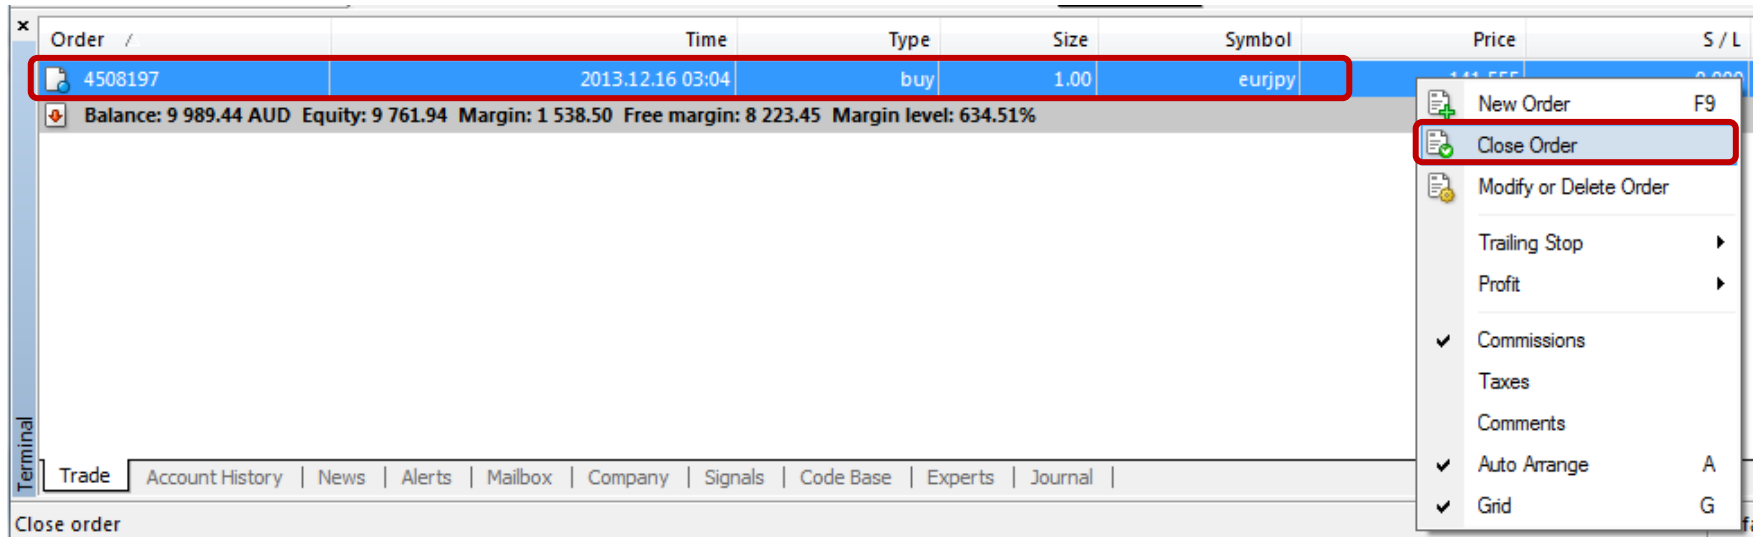 Order / Time Type Size Symbol Price S / L
4508197 2013.12.16 03:04 buy 1.00 eurjpy
Balance: 9 989.44 AUD Equity: 9 761.94 Margin: 1 538.50 Free margin: 8 223.45 Margin level: 634.51%
New Order F9
Close Order
Modify or Delete Order
Trailing Stop
Profit
Commissions
Taxes
Comments
Auto Arrange A
Grid G
Terminal
Trade Account History | News | Alerts | Mailbox | Company | Signals | Code Base | Experts | Journal |
Close order